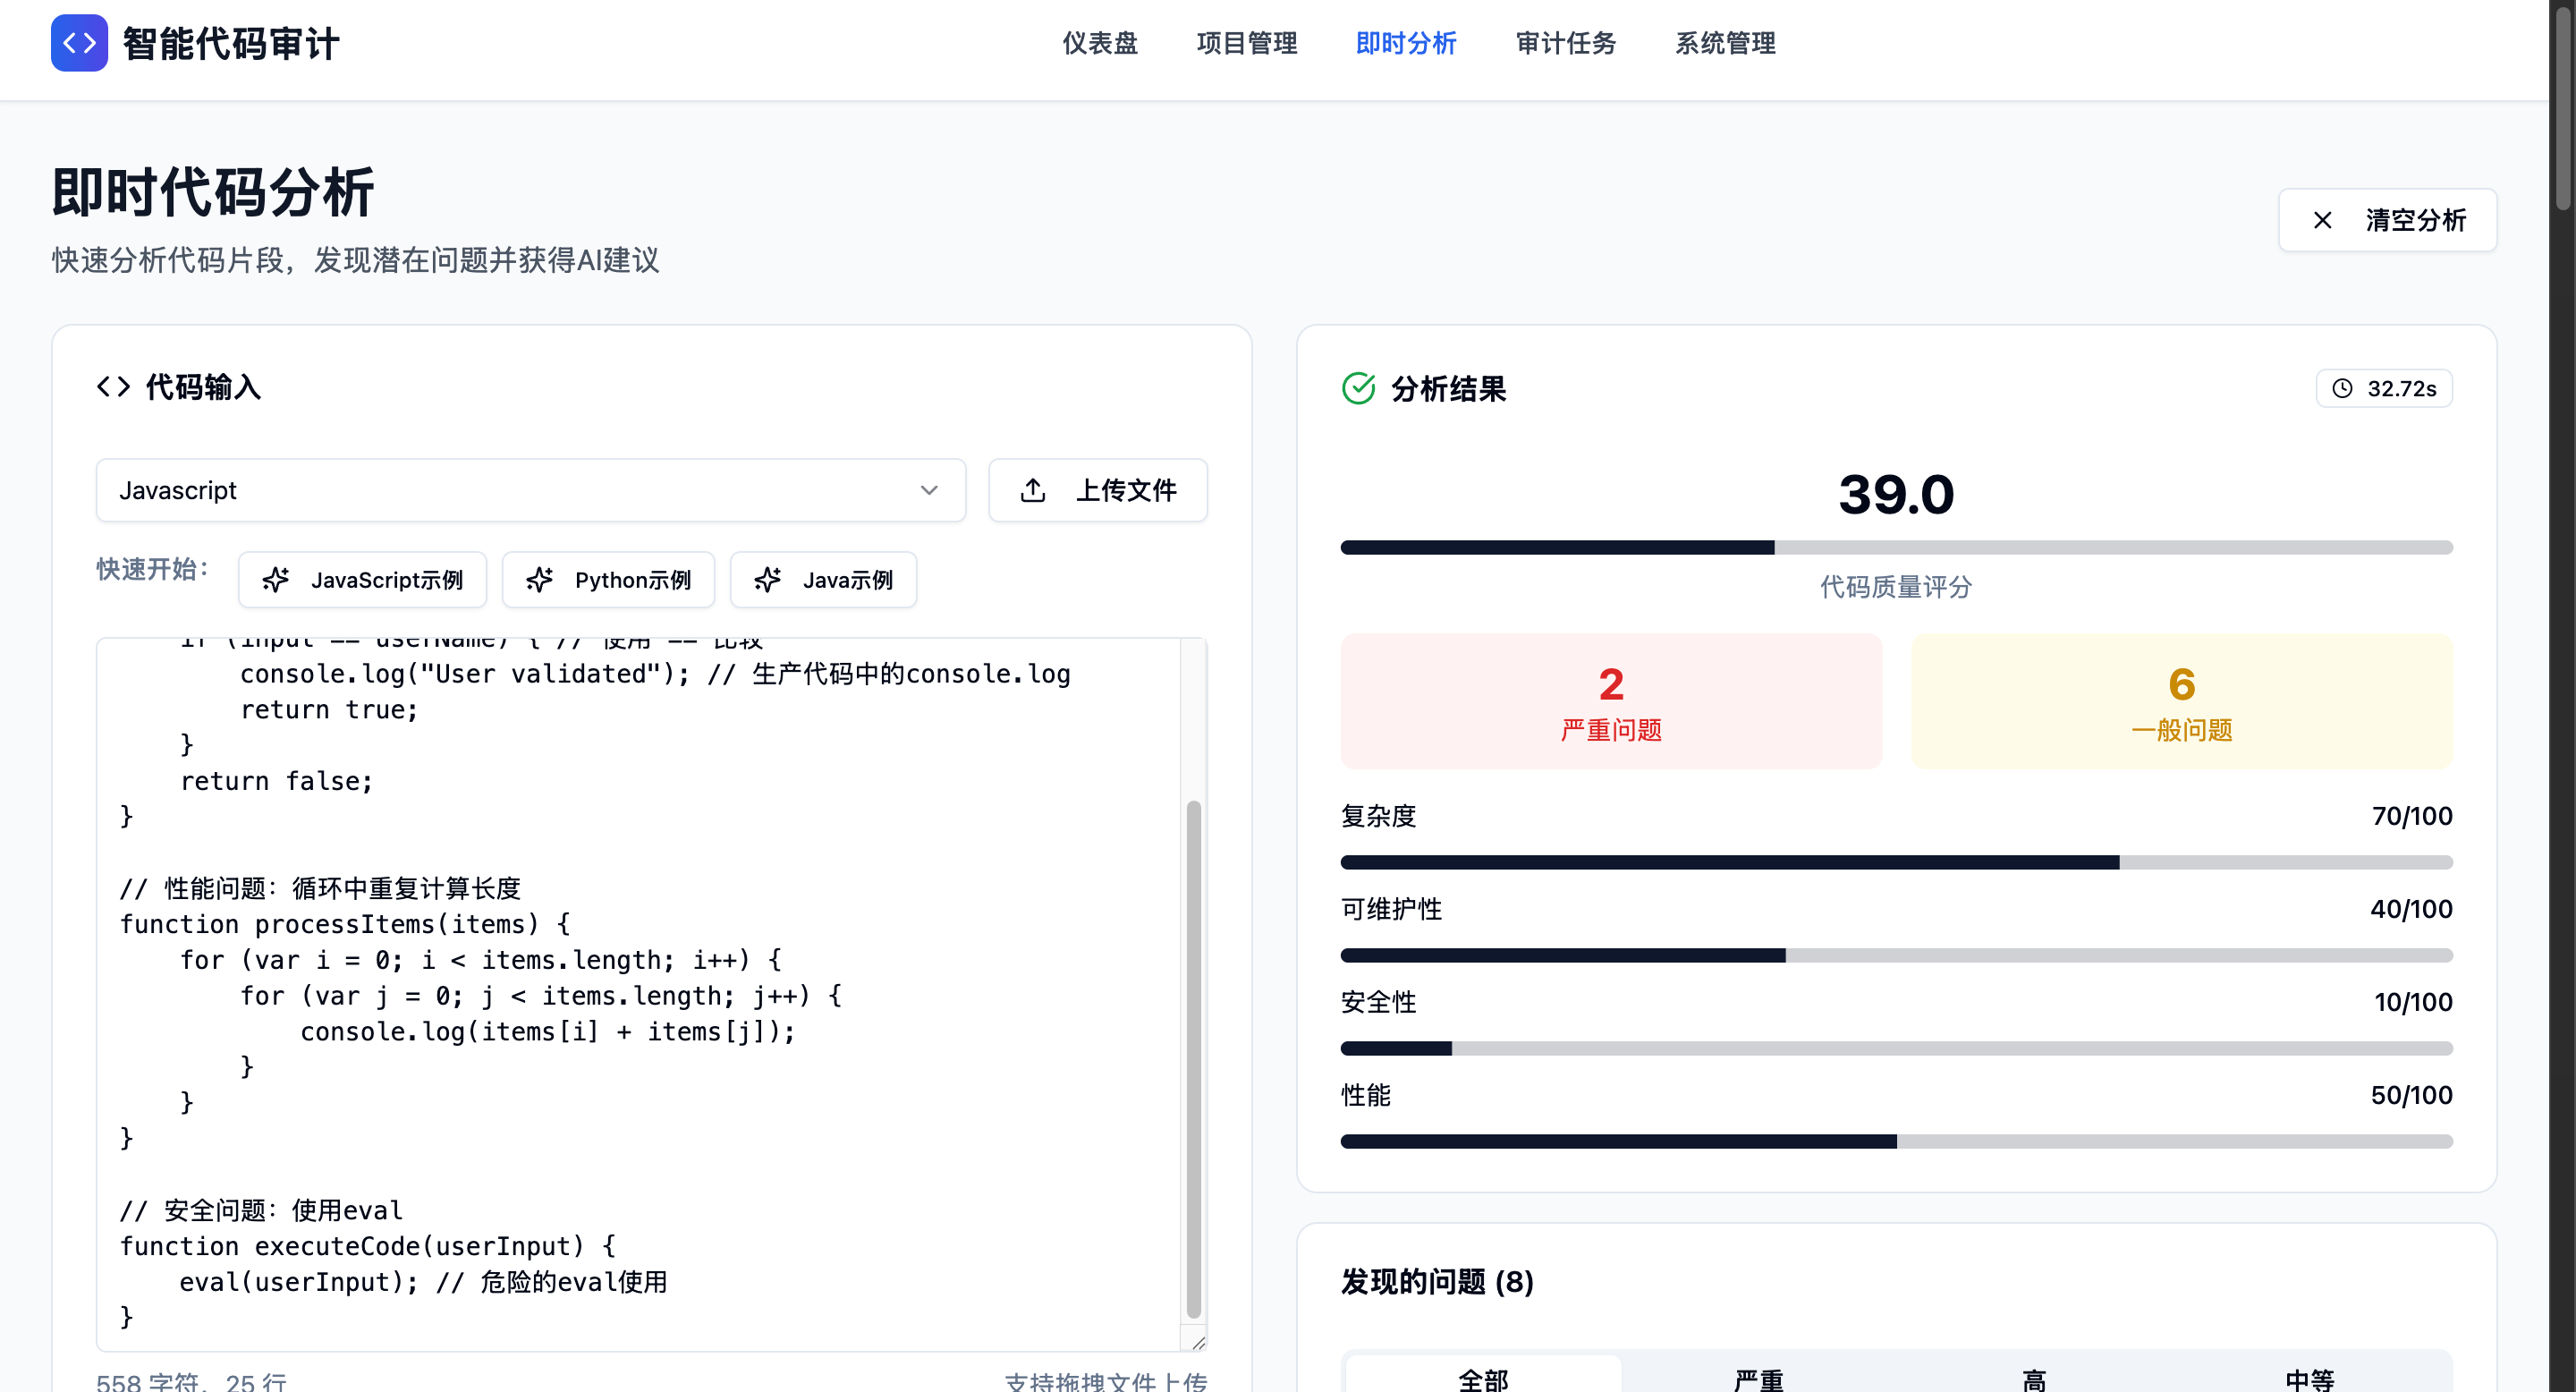 智能代码审计
仪表盘 项目管理 即时分析 审计任务 系统管理
即时代码分析
快速分析代码片段，发现潜在问题并获得AI建议
清空分析
代码输入
Javascript
上传文件
快速开始：
JavaScript示例 Python示例 Java示例
if (input == userName) { // 使用 == 比较
console.log("User validated"); // 生产代码中的console.log
return true;
}
return false;
}
// 性能问题：循环中重复计算长度
function processItems(items) {
for (var i = 0; i < items.length; i++) {
for (var j = 0; j < items.length; j++) {
console.log(items[i] + items[j]);
}
}
}
// 安全问题：使用eval
function executeCode(userInput) {
eval(userInput); // 危险的eval使用
}
558 字符，25 行
支持拖拽文件上传
分析结果
32.72s
39.0
代码质量评分
2
严重问题
6
一般问题
复杂度 70/100
可维护性 40/100
安全性 10/100
性能 50/100
发现的问题 (8)
全部 严重 高 中等